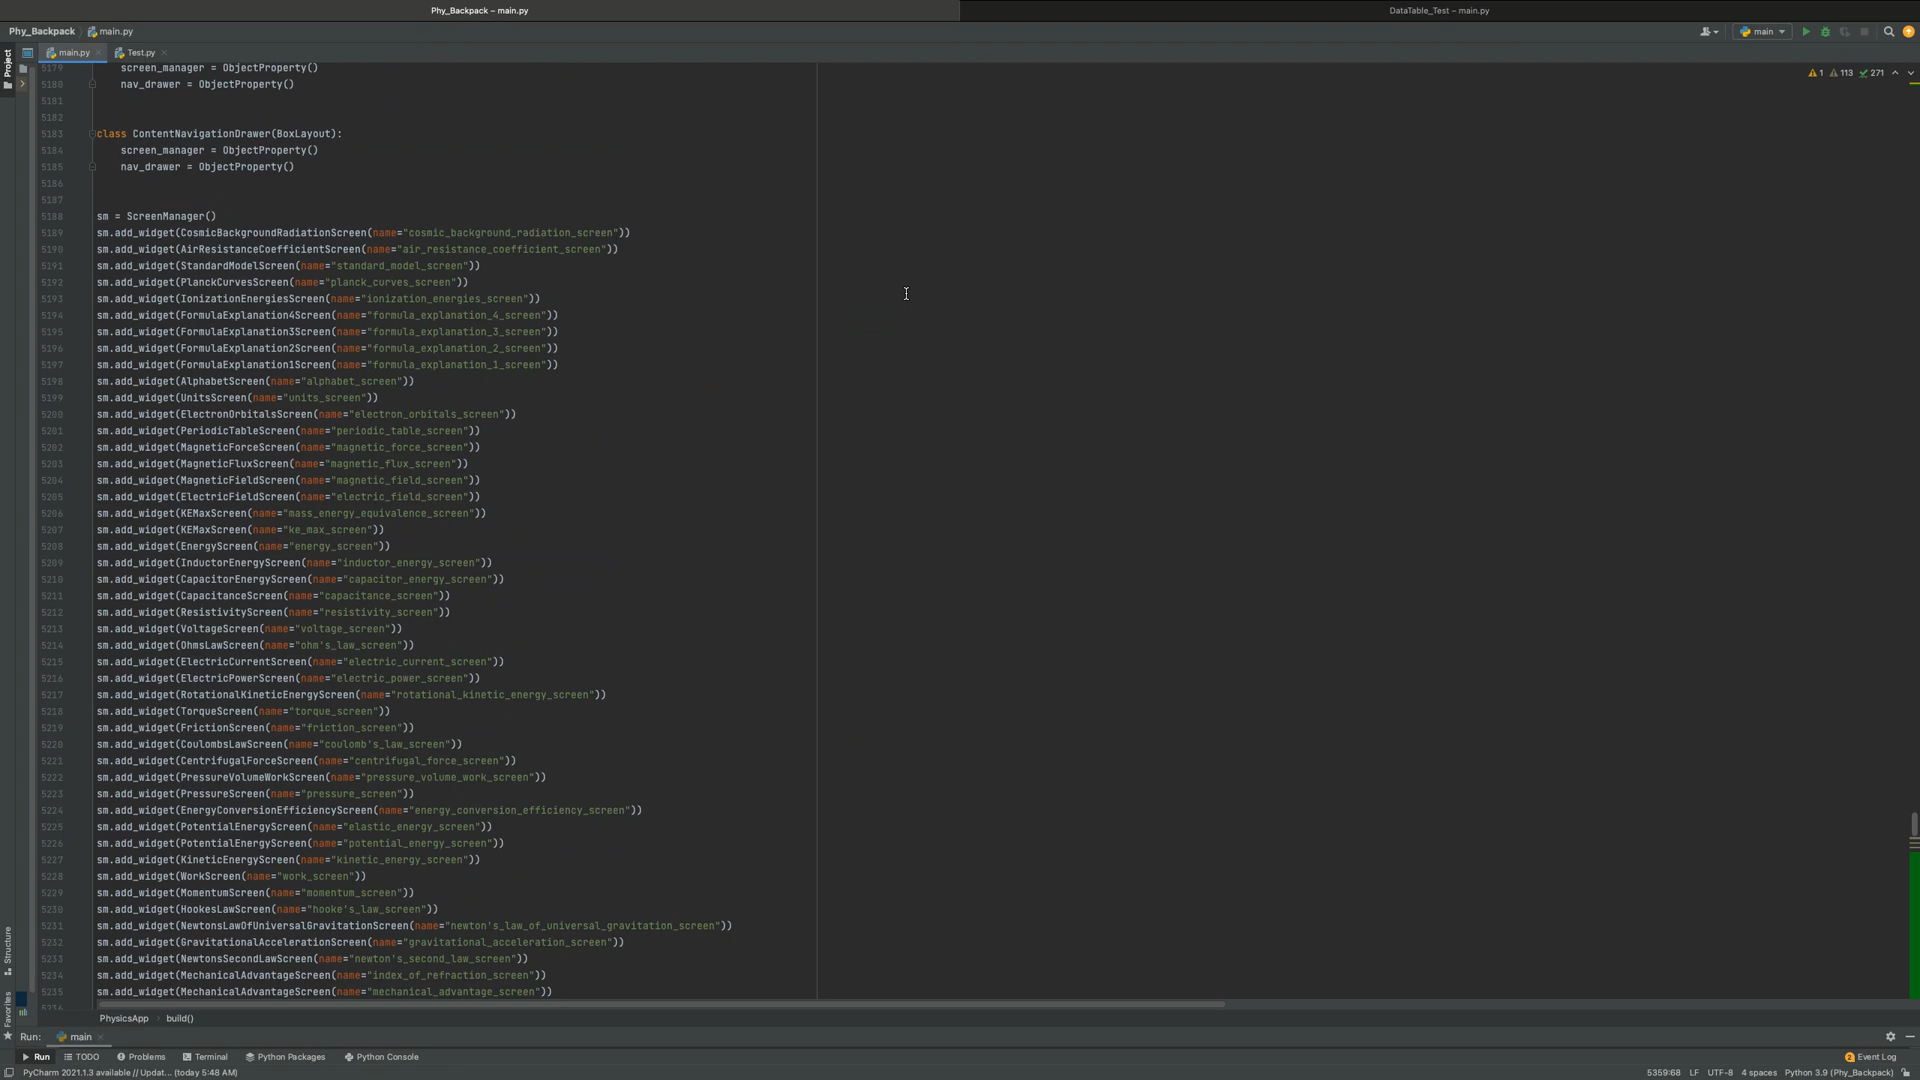 Phy_Backpack – main.py
DataTable_Test – main.py
Phy_Backpack
main.py
main
main.py
Test.py
Project
1 113 271
5179 screen_manager = ObjectProperty()
5180 nav_drawer = ObjectProperty()
5181
5182
5183 class ContentNavigationDrawer(BoxLayout):
5184 screen_manager = ObjectProperty()
5185 nav_drawer = ObjectProperty()
5186
5187
5188 sm = ScreenManager()
5189 sm.add_widget(CosmicBackgroundRadiationScreen(name="cosmic_background_radiation_screen"))
5190 sm.add_widget(AirResistanceCoefficientScreen(name="air_resistance_coefficient_screen"))
5191 sm.add_widget(StandardModelScreen(name="standard_model_screen"))
5192 sm.add_widget(PlanckCurvesScreen(name="planck_curves_screen"))
5193 sm.add_widget(IonizationEnergiesScreen(name="ionization_energies_screen"))
5194 sm.add_widget(FormulaExplanation4Screen(name="formula_explanation_4_screen"))
5195 sm.add_widget(FormulaExplanation3Screen(name="formula_explanation_3_screen"))
5196 sm.add_widget(FormulaExplanation2Screen(name="formula_explanation_2_screen"))
5197 sm.add_widget(FormulaExplanation1Screen(name="formula_explanation_1_screen"))
5198 sm.add_widget(AlphabetScreen(name="alphabet_screen"))
5199 sm.add_widget(UnitsScreen(name="units_screen"))
5200 sm.add_widget(ElectronOrbitalsScreen(name="electron_orbitals_screen"))
5201 sm.add_widget(PeriodicTableScreen(name="periodic_table_screen"))
5202 sm.add_widget(MagneticForceScreen(name="magnetic_force_screen"))
5203 sm.add_widget(MagneticFluxScreen(name="magnetic_flux_screen"))
5204 sm.add_widget(MagneticFieldScreen(name="magnetic_field_screen"))
5205 sm.add_widget(ElectricFieldScreen(name="electric_field_screen"))
5206 sm.add_widget(KEMaxScreen(name="mass_energy_equivalence_screen"))
5207 sm.add_widget(KEMaxScreen(name="ke_max_screen"))
5208 sm.add_widget(EnergyScreen(name="energy_screen"))
5209 sm.add_widget(InductorEnergyScreen(name="inductor_energy_screen"))
5210 sm.add_widget(CapacitorEnergyScreen(name="capacitor_energy_screen"))
5211 sm.add_widget(CapacitanceScreen(name="capacitance_screen"))
5212 sm.add_widget(ResistivityScreen(name="resistivity_screen"))
5213 sm.add_widget(VoltageScreen(name="voltage_screen"))
5214 sm.add_widget(OhmsLawScreen(name="ohm's_law_screen"))
5215 sm.add_widget(ElectricCurrentScreen(name="electric_current_screen"))
5216 sm.add_widget(ElectricPowerScreen(name="electric_power_screen"))
5217 sm.add_widget(RotationalKineticEnergyScreen(name="rotational_kinetic_energy_screen"))
5218 sm.add_widget(TorqueScreen(name="torque_screen"))
5219 sm.add_widget(FrictionScreen(name="friction_screen"))
5220 sm.add_widget(CoulombsLawScreen(name="coulomb's_law_screen"))
5221 sm.add_widget(CentrifugalForceScreen(name="centrifugal_force_screen"))
5222 sm.add_widget(PressureVolumeWorkScreen(name="pressure_volume_work_screen"))
5223 sm.add_widget(PressureScreen(name="pressure_screen"))
5224 sm.add_widget(EnergyConversionEfficiencyScreen(name="energy_conversion_efficiency_screen"))
5225 sm.add_widget(PotentialEnergyScreen(name="elastic_energy_screen"))
5226 sm.add_widget(PotentialEnergyScreen(name="potential_energy_screen"))
5227 sm.add_widget(KineticEnergyScreen(name="kinetic_energy_screen"))
5228 sm.add_widget(WorkScreen(name="work_screen"))
5229 sm.add_widget(MomentumScreen(name="momentum_screen"))
5230 sm.add_widget(HookesLawScreen(name="hooke's_law_screen"))
5231 sm.add_widget(NewtonsLawOfUniversalGravitationScreen(name="newton's_law_of_universal_gravitation_screen"))
5232 sm.add_widget(GravitationalAccelerationScreen(name="gravitational_acceleration_screen"))
5233 sm.add_widget(NewtonsSecondLawScreen(name="newton's_second_law_screen"))
5234 sm.add_widget(MechanicalAdvantageScreen(name="index_of_refraction_screen"))
5235 sm.add_widget(MechanicalAdvantageScreen(name="mechanical_advantage_screen"))
Structure
Favorites
PhysicsApp > build()
Run: main
Run TODO Problems Terminal Python Packages Python Console
2 Event Log
PyCharm 2021.1.3 available // Updat... (today 5:48 AM)
5359:68 LF UTF-8 4 spaces Python 3.9 (Phy_Backpack)